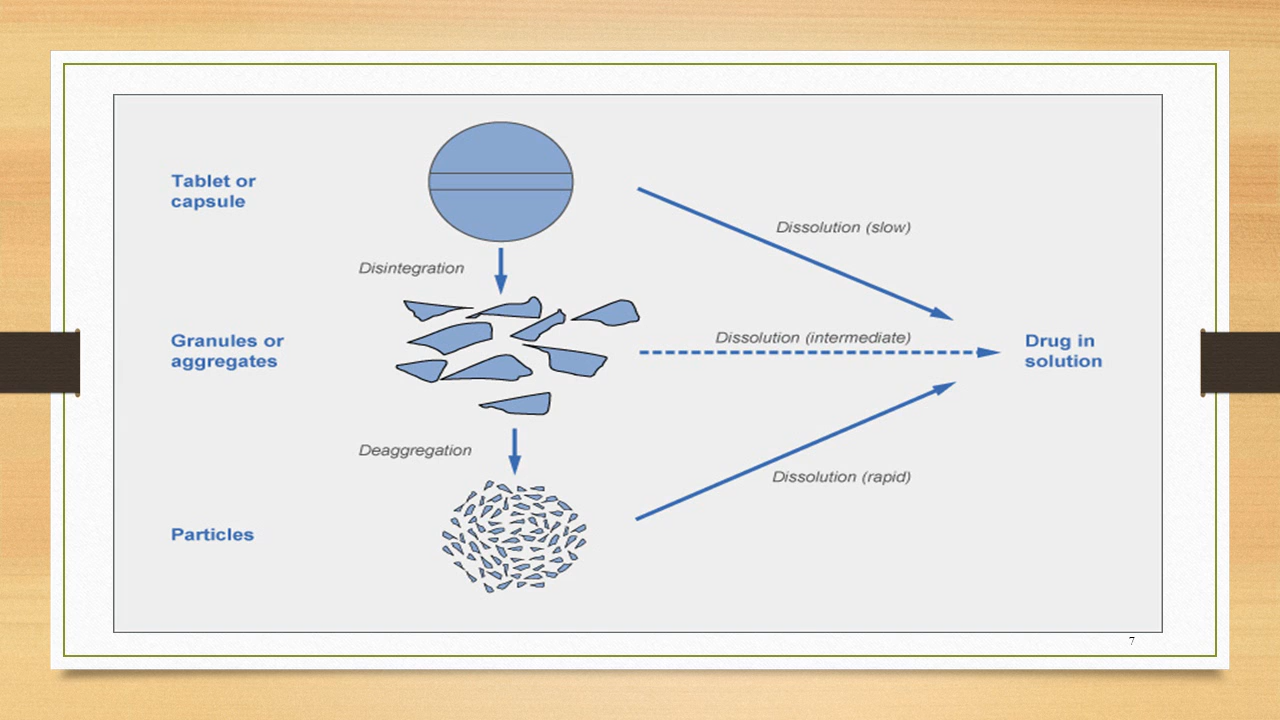 Tablet or
capsule
Dissolution (slow)
Disintegration
Granules or
aggregates
Dissolution (intermediate)
Drug in
solution
Deaggregation
Dissolution (rapid)
Particles
7